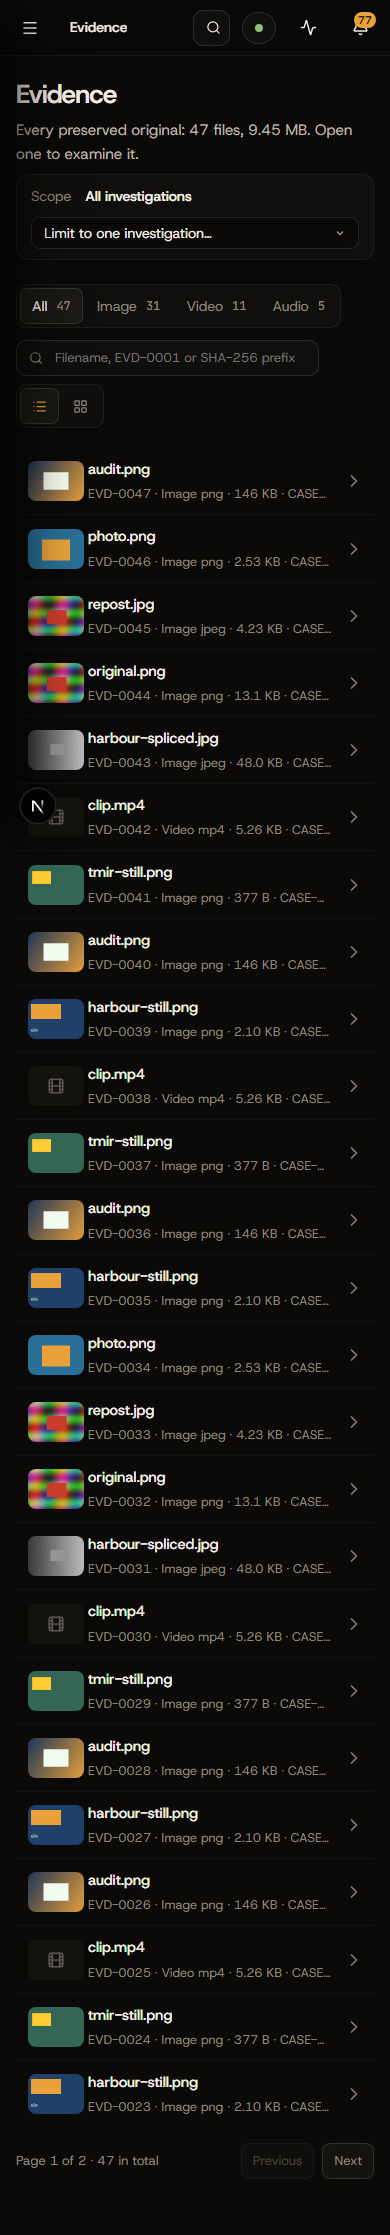 Evidence
77
Evidence
Every preserved original: 47 files, 9.45 MB. Open
one to examine it.
Scope All investigations
Limit to one investigation...
All 47 Image 31 Video 11 Audio 5
Filename, EVD-0001 or SHA-256 prefix
audit.png
EVD-0047 · Image png · 146 KB · CASE...
photo.png
EVD-0046 · Image png · 2.53 KB · CASE...
repost.jpg
EVD-0045 · Image jpeg · 4.23 KB · CASE...
original.png
EVD-0044 · Image png · 13.1 KB · CASE...
harbour-spliced.jpg
EVD-0043 · Image jpeg · 48.0 KB · CASE...
N
clip.mp4
EVD-0042 · Video mp4 · 5.26 KB · CASE...
tmir-still.png
EVD-0041 · Image png · 377 B · CASE-...
audit.png
EVD-0040 · Image png · 146 KB · CASE...
harbour-still.png
EVD-0039 · Image png · 2.10 KB · CASE...
clip.mp4
EVD-0038 · Video mp4 · 5.26 KB · CASE...
tmir-still.png
EVD-0037 · Image png · 377 B · CASE-...
audit.png
EVD-0036 · Image png · 146 KB · CASE...
harbour-still.png
EVD-0035 · Image png · 2.10 KB · CASE...
photo.png
EVD-0034 · Image png · 2.53 KB · CASE...
repost.jpg
EVD-0033 · Image jpeg · 4.23 KB · CASE...
original.png
EVD-0032 · Image png · 13.1 KB · CASE...
harbour-spliced.jpg
EVD-0031 · Image jpeg · 48.0 KB · CASE...
clip.mp4
EVD-0030 · Video mp4 · 5.26 KB · CASE...
tmir-still.png
EVD-0029 · Image png · 377 B · CASE-...
audit.png
EVD-0028 · Image png · 146 KB · CASE...
harbour-still.png
EVD-0027 · Image png · 2.10 KB · CASE...
audit.png
EVD-0026 · Image png · 146 KB · CASE...
clip.mp4
EVD-0025 · Video mp4 · 5.26 KB · CASE...
tmir-still.png
EVD-0024 · Image png · 377 B · CASE-...
harbour-still.png
EVD-0023 · Image png · 2.10 KB · CASE...
Page 1 of 2 · 47 in total Previous Next